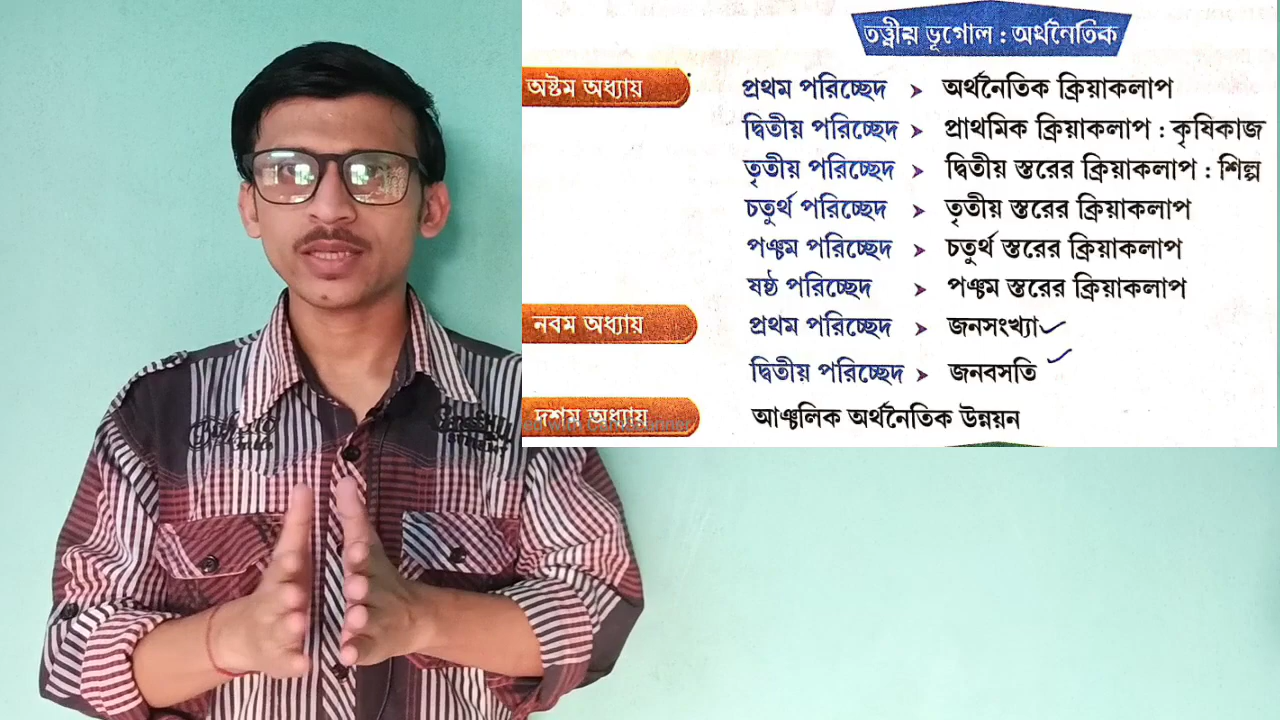 তত্ত্বীয় ভূগোল : অর্থনৈতিক
অষ্টম অধ্যায় প্রথম পরিচ্ছেদ ➤ অর্থনৈতিক ক্রিয়াকলাপ
দ্বিতীয় পরিচ্ছেদ ➤ প্রাথমিক ক্রিয়াকলাপ : কৃষিকাজ
তৃতীয় পরিচ্ছেদ ➤ দ্বিতীয় স্তরের ক্রিয়াকলাপ : শিল্প
চতুর্থ পরিচ্ছেদ ➤ তৃতীয় স্তরের ক্রিয়াকলাপ
পঞ্চম পরিচ্ছেদ ➤ চতুর্থ স্তরের ক্রিয়াকলাপ
ষষ্ঠ পরিচ্ছেদ ➤ পঞ্চম স্তরের ক্রিয়াকলাপ
নবম অধ্যায় প্রথম পরিচ্ছেদ ➤ জনসংখ্যা
দ্বিতীয় পরিচ্ছেদ ➤ জনবসতি
দশম অধ্যায় আঞ্চলিক অর্থনৈতিক উন্নয়ন